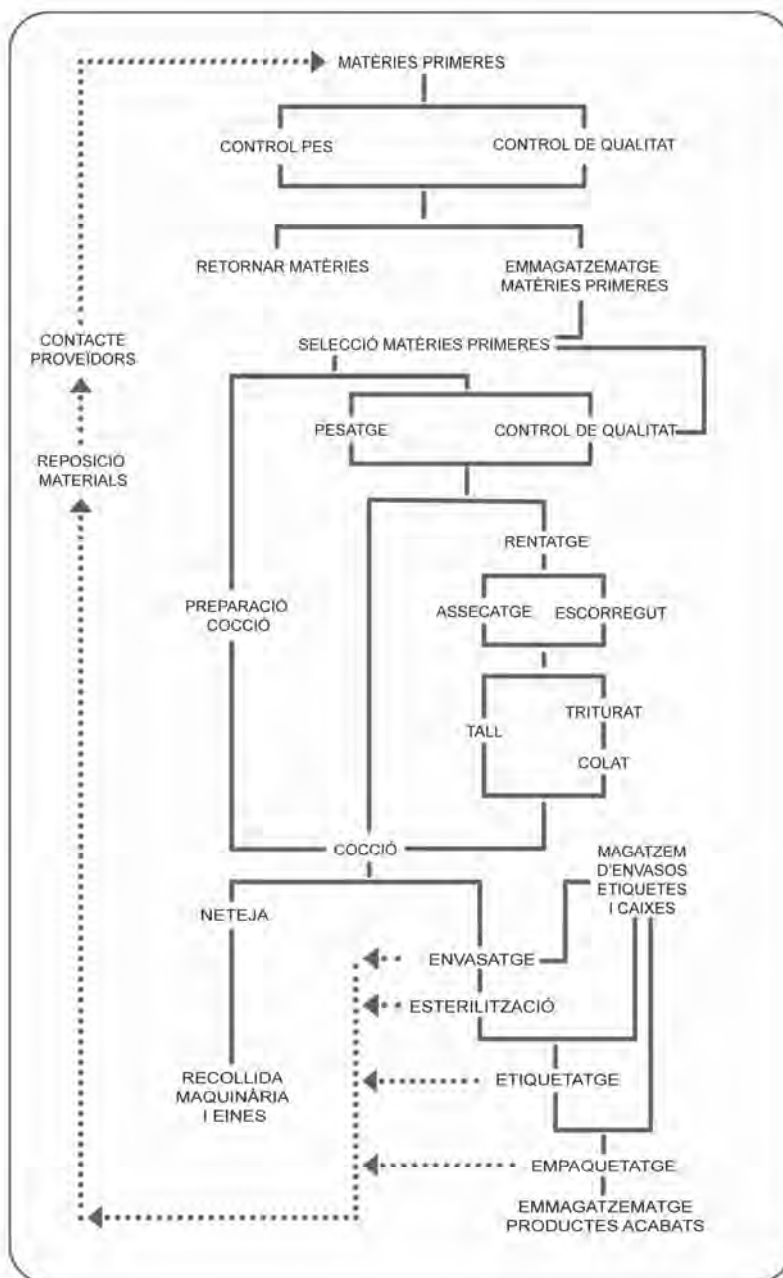 MATÈRIES PRIMERES
CONTROL PES
CONTROL DE QUALITAT
RETORNAR MATÈRIES
EMMAGATZEMATGE
MATÈRIES PRIMERES
CONTACTE
PROVEÏDORS
SELECCIÓ MATÈRIES PRIMERES
PESATGE
CONTROL DE QUALITAT
REPOSICIÓ
MATERIALS
RENTATGE
PREPARACIÓ
COCCIÓ
ASSECATGE
ESCORREGUT
TALL
TRITURAT
COLAT
COCCIÓ
MAGATZEM
D'ENVASOS
ETIQUETES
I CAIXES
NETEJA
ENVASATGE
ESTERILITZACIÓ
RECOLLIDA
MAQUINÀRIA
I EINES
ETIQUETATGE
EMPAQUETATGE
EMMAGATZEMATGE
PRODUCTES ACABATS